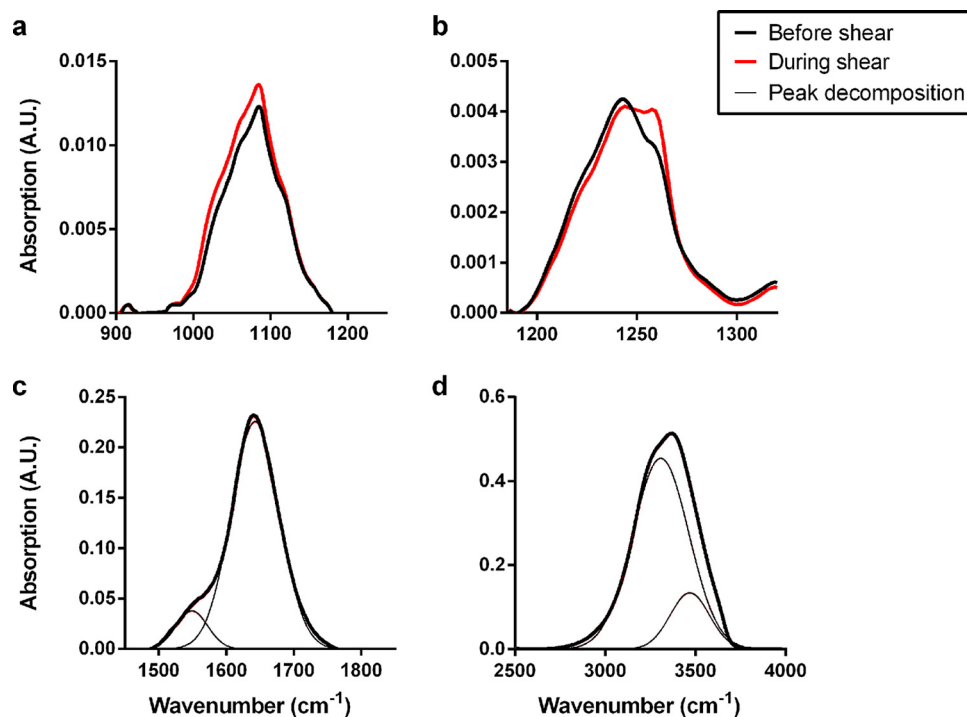 a
b
Before shear
During shear
Peak decomposition
Absorption (A.U.)
0.015
0.010
0.005
0.000
900 1000 1100 1200
0.005
0.004
0.003
0.002
0.001
0.000
1200 1250 1300
c
d
Absorption (A.U.)
0.25
0.20
0.15
0.10
0.05
0.00
1500 1600 1700 1800
Wavenumber (cm⁻¹)
0.6
0.4
0.2
0.0
2500 3000 3500 4000
Wavenumber (cm⁻¹)